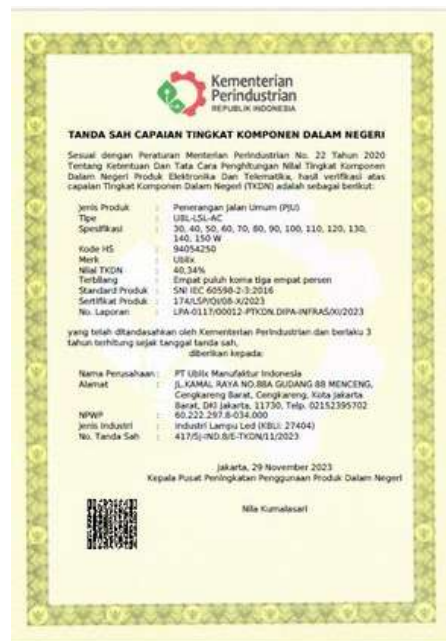 Kementerian
Perindustrian
REPUBLIK INDONESIA
TANDA SAH CAPAIAN TINGKAT KOMPONEN DALAM NEGERI
Sesuai dengan Peraturan Menterian Perindustrian No. 22 Tahun 2020
Tentang Ketentuan Dan Tata Cara Penghitungan Nilai Tingkat Komponen
Dalam Negeri Produk Elektronika Dan Telematika, hasil verifikasi atas
capaian Tingkat Komponen Dalam Negeri (TKDN) adalah sebagai berikut:
Jenis Produk : Penerangan Jalan Umum (PJU)
Tipe : UBL-LSL-AC
Spesifikasi : 30, 40, 50, 60, 70, 80, 90, 100, 110, 120, 130,
140, 150 W
Kode HS : 94054250
Merk : Ublix
Nilai TKDN : 40,34%
Terbilang : Empat puluh koma tiga empat persen
Standard Produk : SNI IEC 60598-2-3:2016
Sertifikat Produk : 174/LSP/QI/08-X/2023
No. Laporan : LPA-0117/00012-PTKDN.DIPA-INFRAS/XI/2023
yang telah ditandasahkan oleh Kementerian Perindustrian dan berlaku 3
tahun terhitung sejak tanggal tanda sah,
diberikan kepada:
Nama Perusahaan : PT Ublix Manufaktur Indonesia
Alamat : JL.KAMAL RAYA NO.88A GUDANG 88 MENCENG,
Cengkareng Barat, Cengkareng, Kota Jakarta
Barat, DKI Jakarta, 11730, Telp. 02152395702
NPWP : 60.222.297.8-034.000
Jenis Industri : Industri Lampu Led (KBLI: 27404)
No. Tanda Sah : 417/SJ-IND.8/E-TKDN/11/2023
Jakarta, 29 November 2023
Kepala Pusat Peningkatan Penggunaan Produk Dalam Negeri
Nila Kumalasari